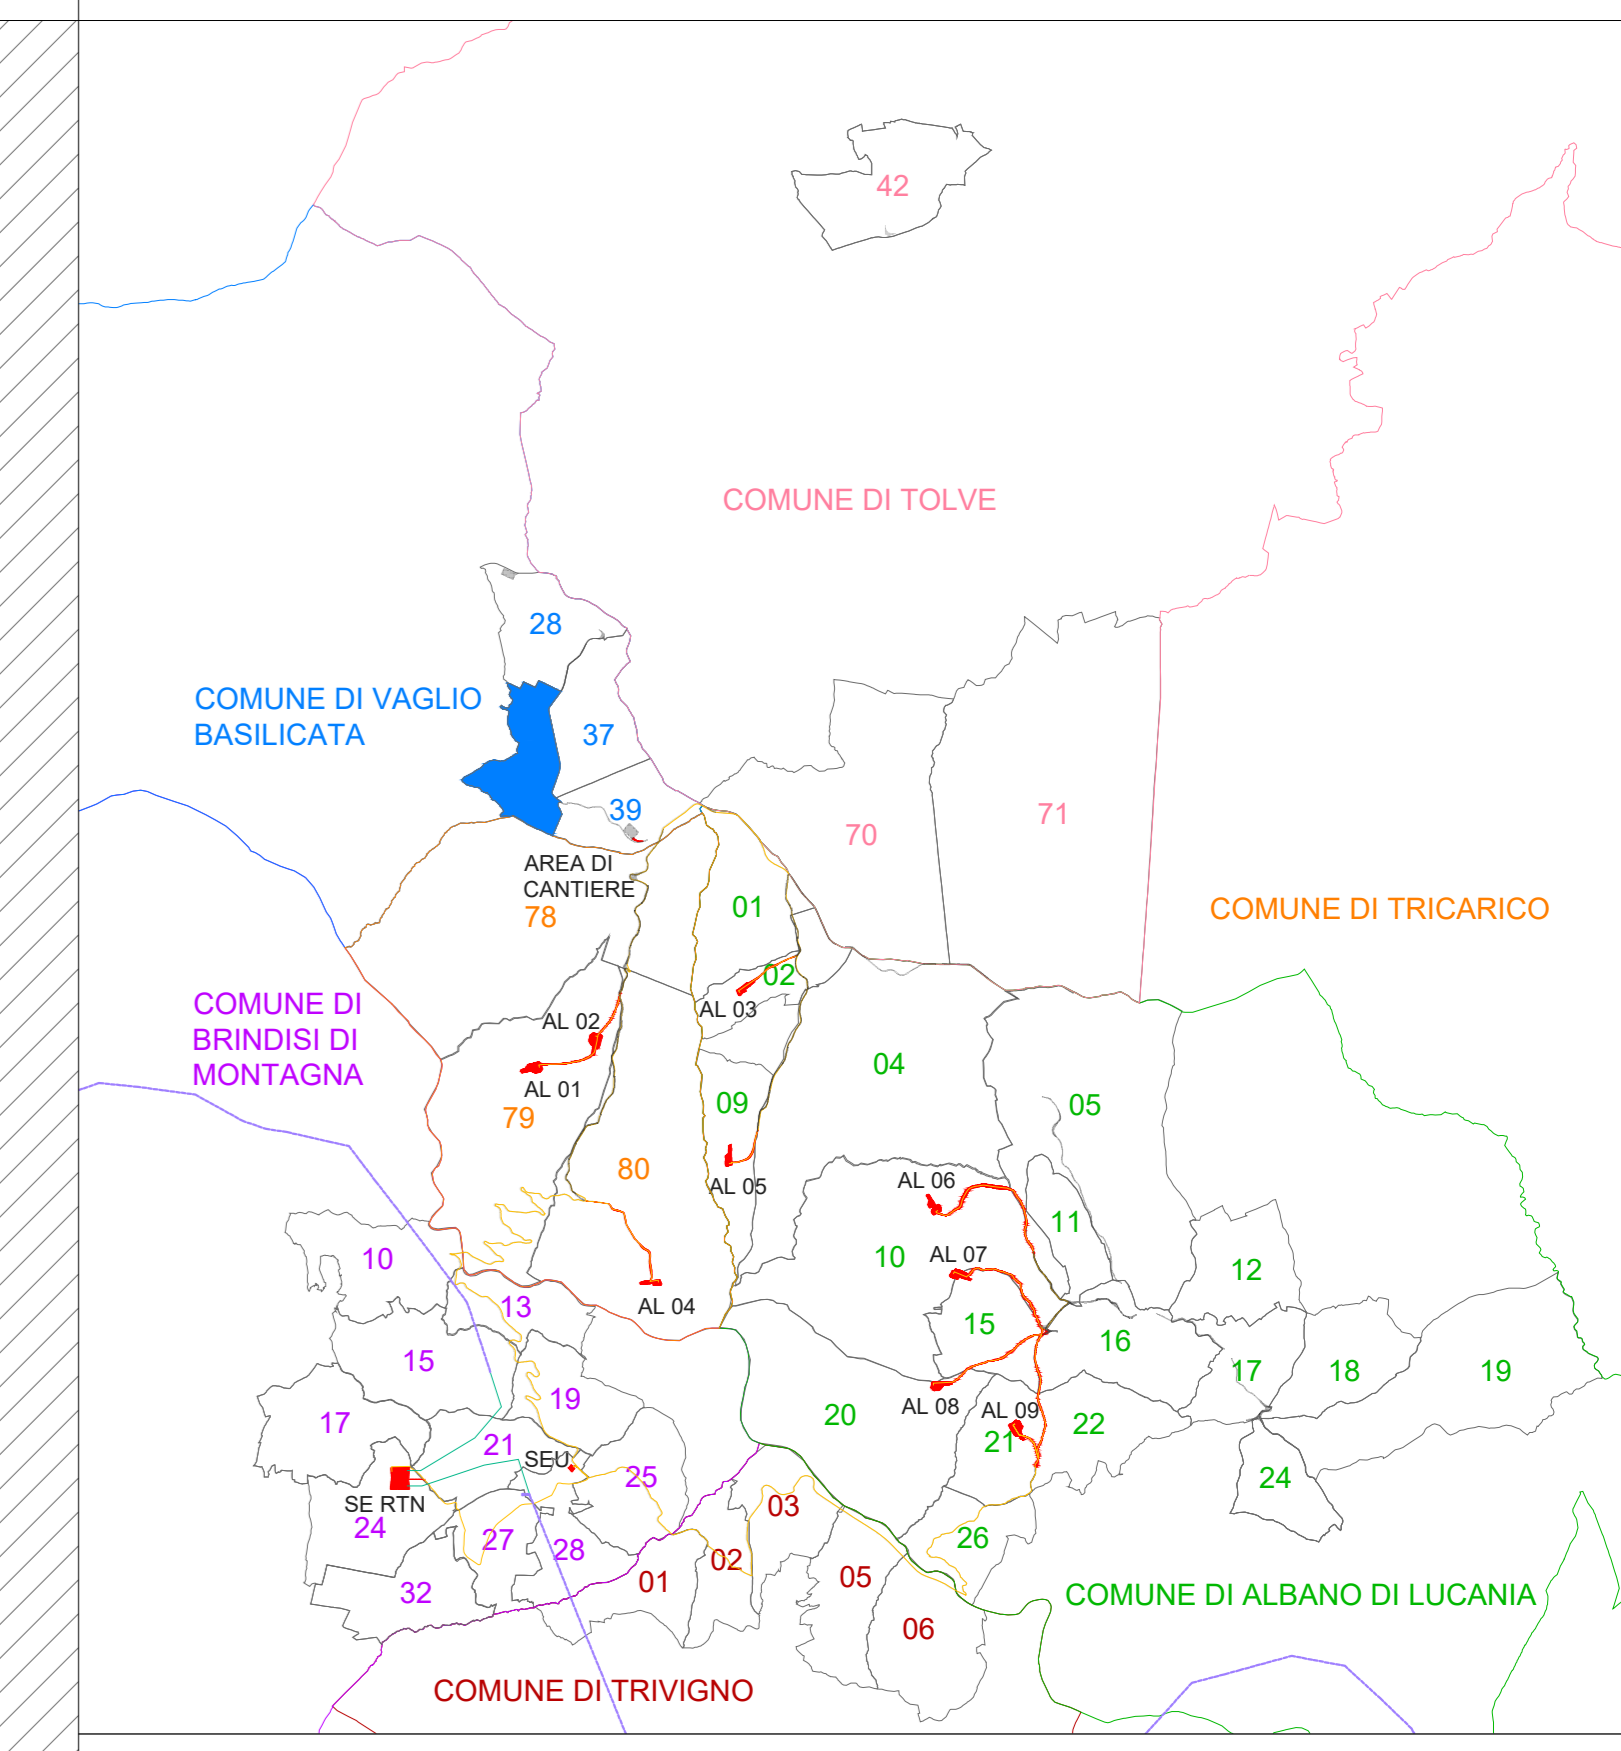 42
COMUNE DI TOLVE
28
COMUNE DI VAGLIO
BASILICATA
37
39
70
71
AREA DI
CANTIERE
78
01
COMUNE DI TRICARICO
02
AL 03
COMUNE DI
BRINDISI DI
MONTAGNA
AL 02
AL 01
79
04
09
05
80
AL 05
AL 06
11
10
10
AL 07
12
13
AL 04
15
16
15
17
18
19
19
17
20
AL 08
AL 09
21
22
21
SEU
25
24
SE RTN
24
03
27
28
26
02
01
05
32
06
COMUNE DI ALBANO DI LUCANIA
COMUNE DI TRIVIGNO